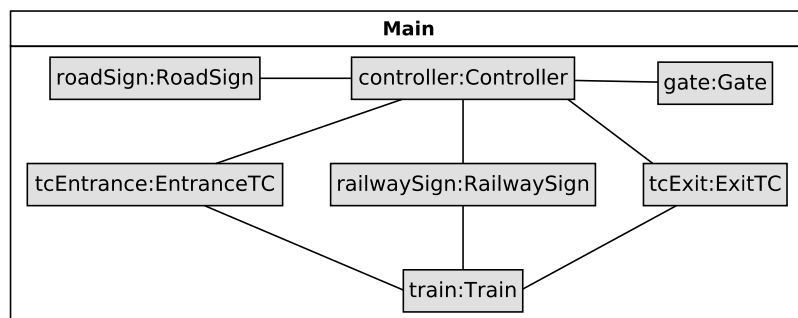 Main
roadSign:RoadSign
controller:Controller
gate:Gate
tcEntrance:EntranceTC
railwaySign:RailwaySign
tcExit:ExitTC
train:Train